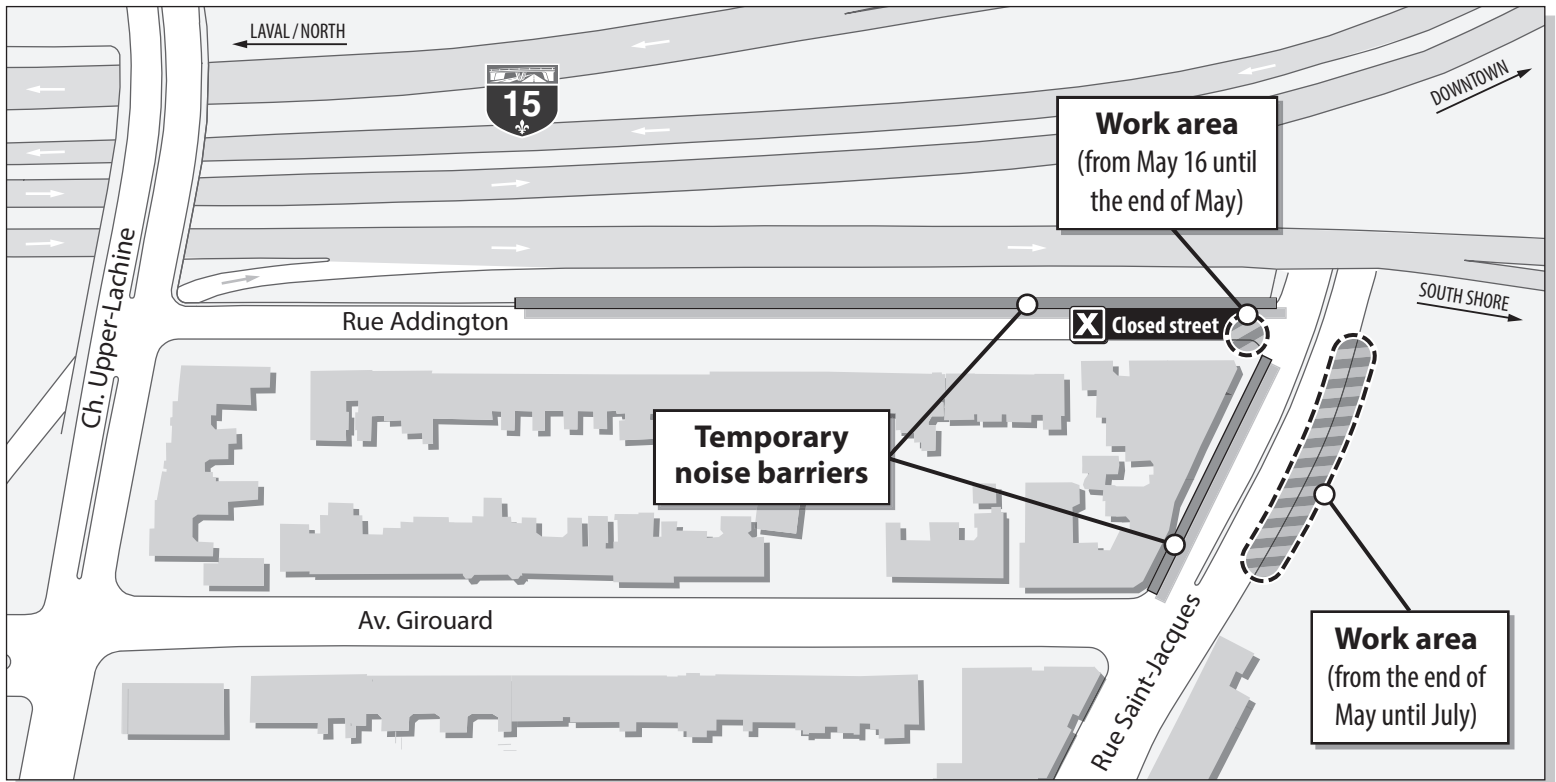 LAVAL / NORTH
15
DOWNTOWN
Work area
(from May 16 until
the end of May)
SOUTH SHORE
Ch. Upper-Lachine
Rue Addington
X Closed street
Temporary
noise barriers
Av. Girouard
Rue Saint-Jacques
Work area
(from the end of
May until July)